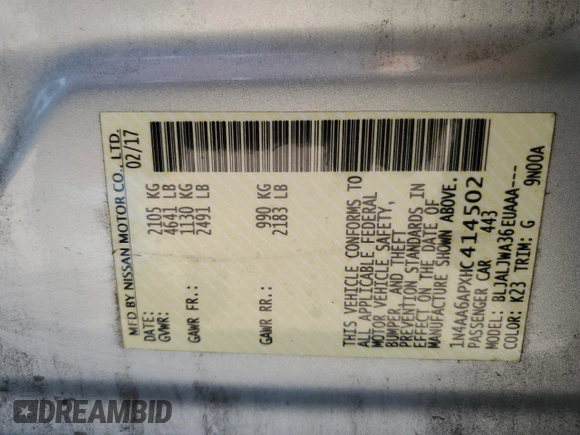 MFD BY NISSAN MOTOR CO., LTD.
DATE: 02/17
GVWR: 2105 KG
4641 LB
GAWR FR.: 1130 KG
2491 LB
GAWR RR.: 990 KG
2183 LB
THIS VEHICLE CONFORMS TO
ALL APPLICABLE FEDERAL
MOTOR VEHICLE SAFETY,
BUMPER, AND THEFT
PREVENTION STANDARDS IN
EFFECT ON THE DATE OF
MANUFACTURE SHOWN ABOVE.
1N4AA6APXHC414502
PASSENGER CAR 443
MODEL: BLJALJWA36EUAAA---
COLOR: K23 TRIM: G 9N00A
DREAMBID